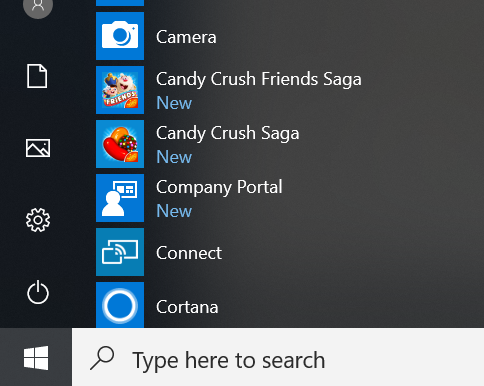 Camera
Candy Crush Friends Saga
New
Candy Crush Saga
New
Company Portal
New
Connect
Cortana
Type here to search